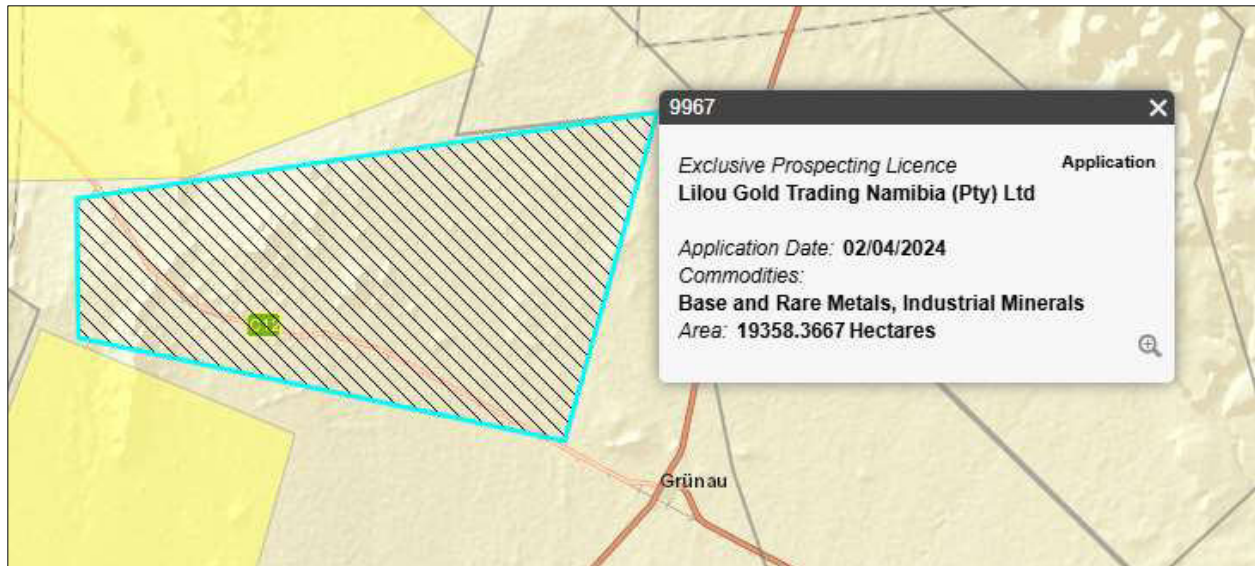 9967
Exclusive Prospecting Licence Application
Lilou Gold Trading Namibia (Pty) Ltd
Application Date: 02/04/2024
Commodities:
Base and Rare Metals, Industrial Minerals
Area: 19358.3667 Hectares
C12
Grünau